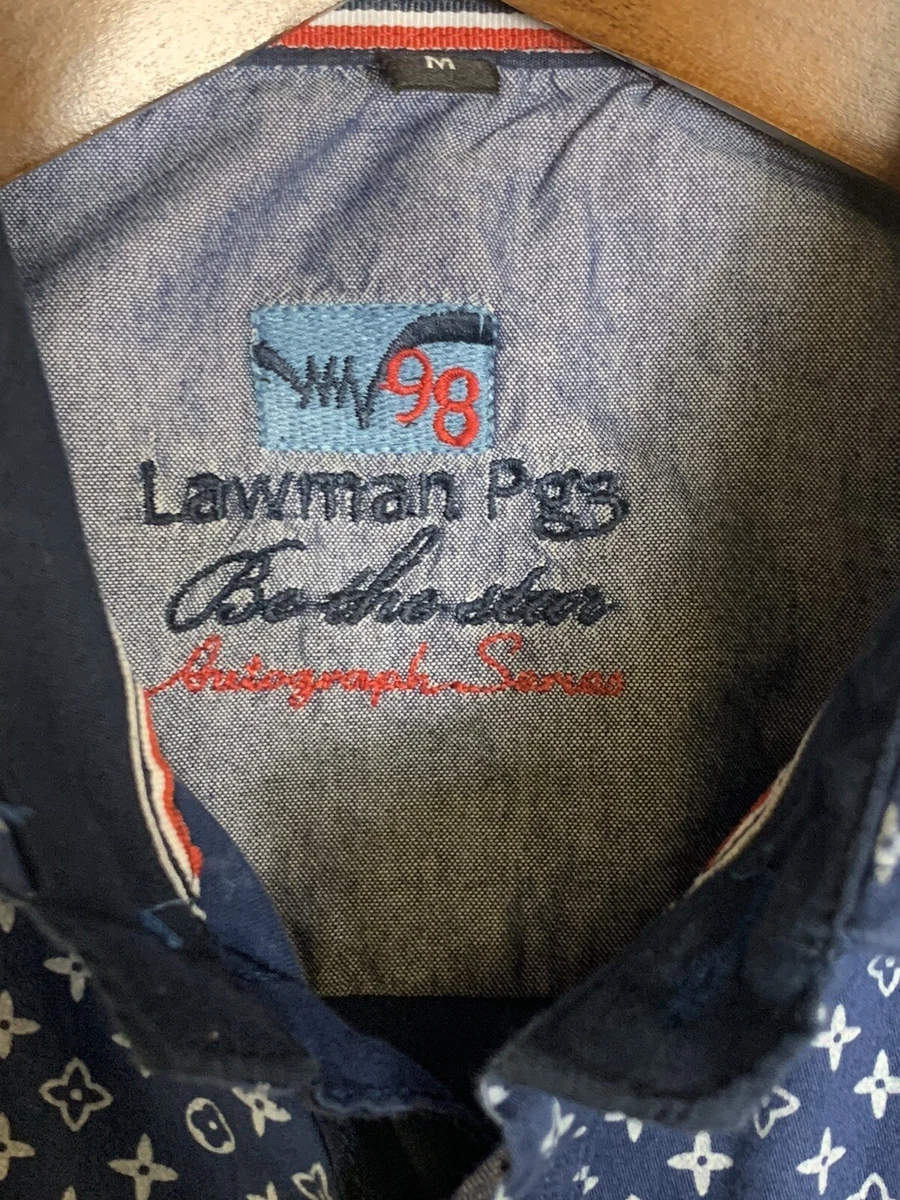 M
98
Lawman Pg3
Be the star
Autograph Series